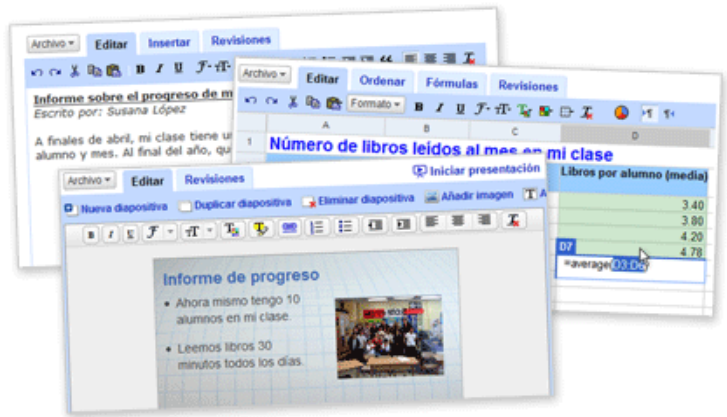 Archivo Editar Insertar Revisiones
B I U
Informe sobre el progreso de m
Escrito por: Susana López
A finales de abril, mi clase tiene
alumno y mes. Al final del año,
Archivo Editar Ordenar Fórmulas Revisiones
Formato B I U
A B C D
1 Número de libros leídos al mes en mi clase
Libros por alumno (media)
3.40
3.80
4.20
4.78
D7
=average(D3:D6)
Archivo Editar Revisiones Iniciar presentación
Nueva diapositiva Duplicar diapositiva Eliminar diapositiva Añadir imagen
B I U
Informe de progreso
• Ahora mismo tengo 10
alumnos en mi clase.
• Leemos libros 30
minutos todos los días.